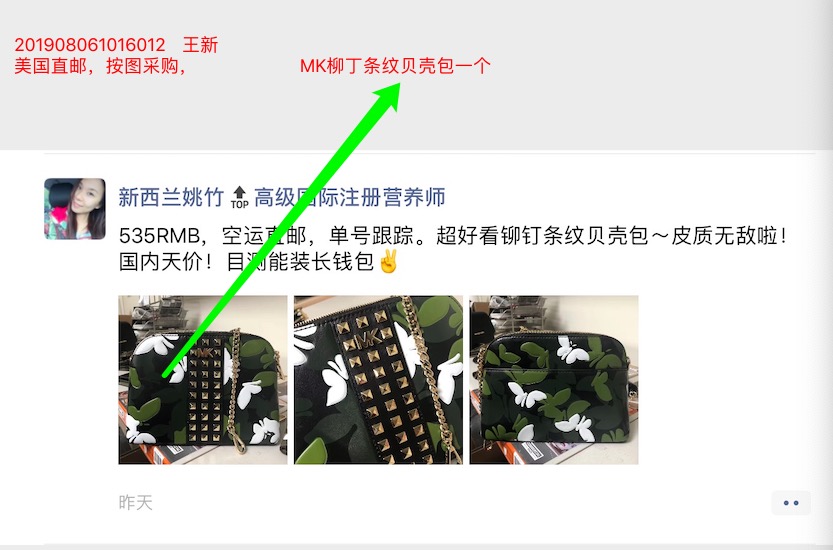 201908061016012 王新
美国直邮，按图采购， MK柳丁条纹贝壳包一个
新西兰姚竹🔝高级国际注册营养师
535RMB，空运直邮，单号跟踪。超好看铆钉条纹贝壳包～皮质无敌啦！
国内天价！目测能装长钱包✌️
MK
MK
昨天